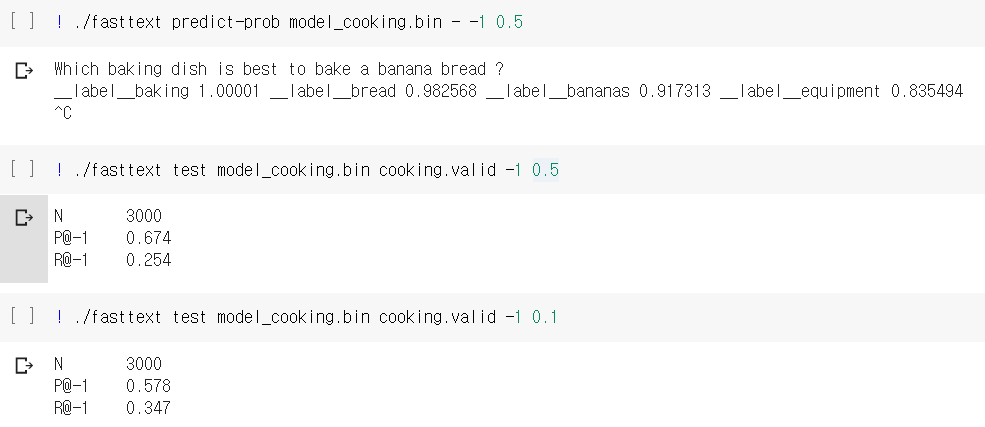 [ ] ! ./fasttext predict-prob model_cooking.bin - -1 0.5
Which baking dish is best to bake a banana bread ?
__label__baking 1.00001 __label__bread 0.982568 __label__bananas 0.917313 __label__equipment 0.835494
^C
[ ] ! ./fasttext test model_cooking.bin cooking.valid -1 0.5
N 3000
P@-1 0.674
R@-1 0.254
[ ] ! ./fasttext test model_cooking.bin cooking.valid -1 0.1
N 3000
P@-1 0.578
R@-1 0.347